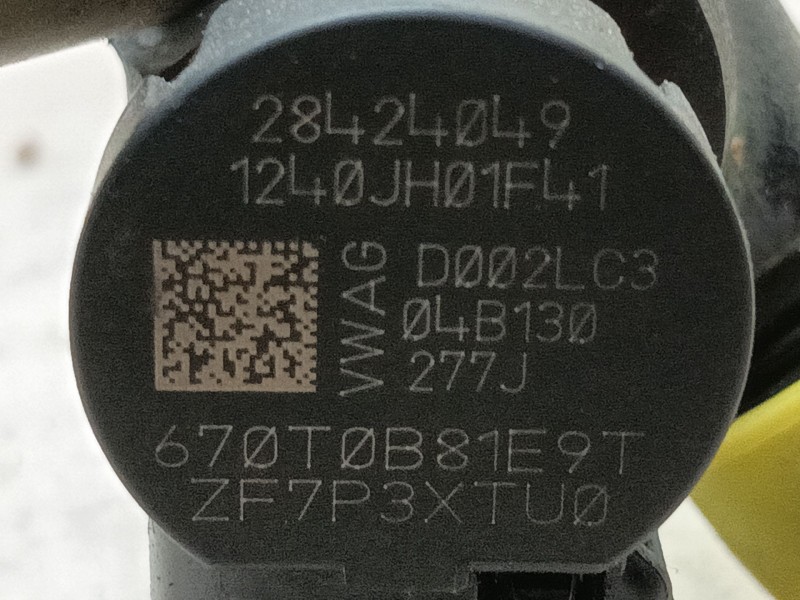 28424049
1240JH01F41
VWAG
D002LC3
04B130
277J
670T0B81E9T
ZF7P3XTU0